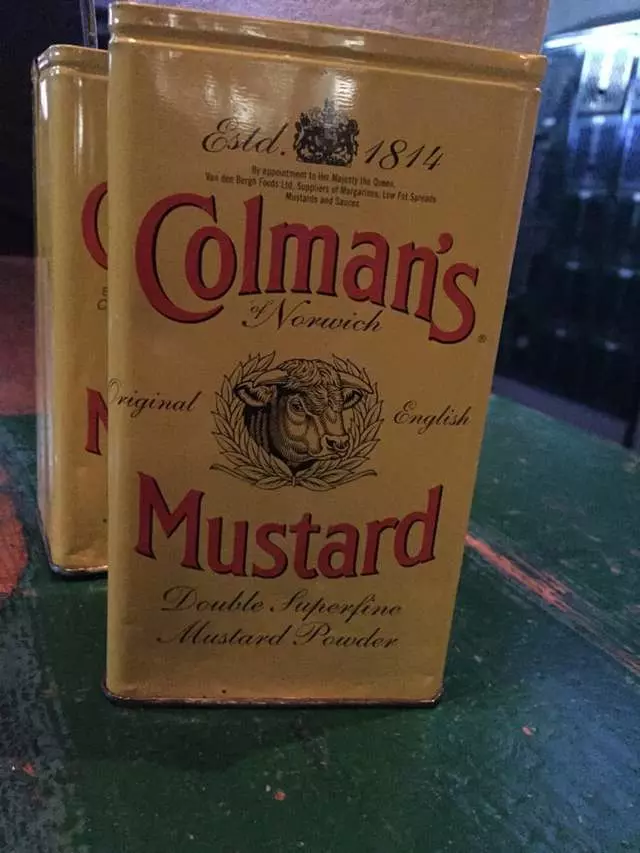 Estd. 1814
By appointment to Her Majesty the Queen,
Van den Bergh Foods Ltd, Suppliers of Margarines, Low Fat Spreads
Mustards and Sauces
Colman's
of Norwich
Original English
Mustard
Double Superfine
Mustard Powder